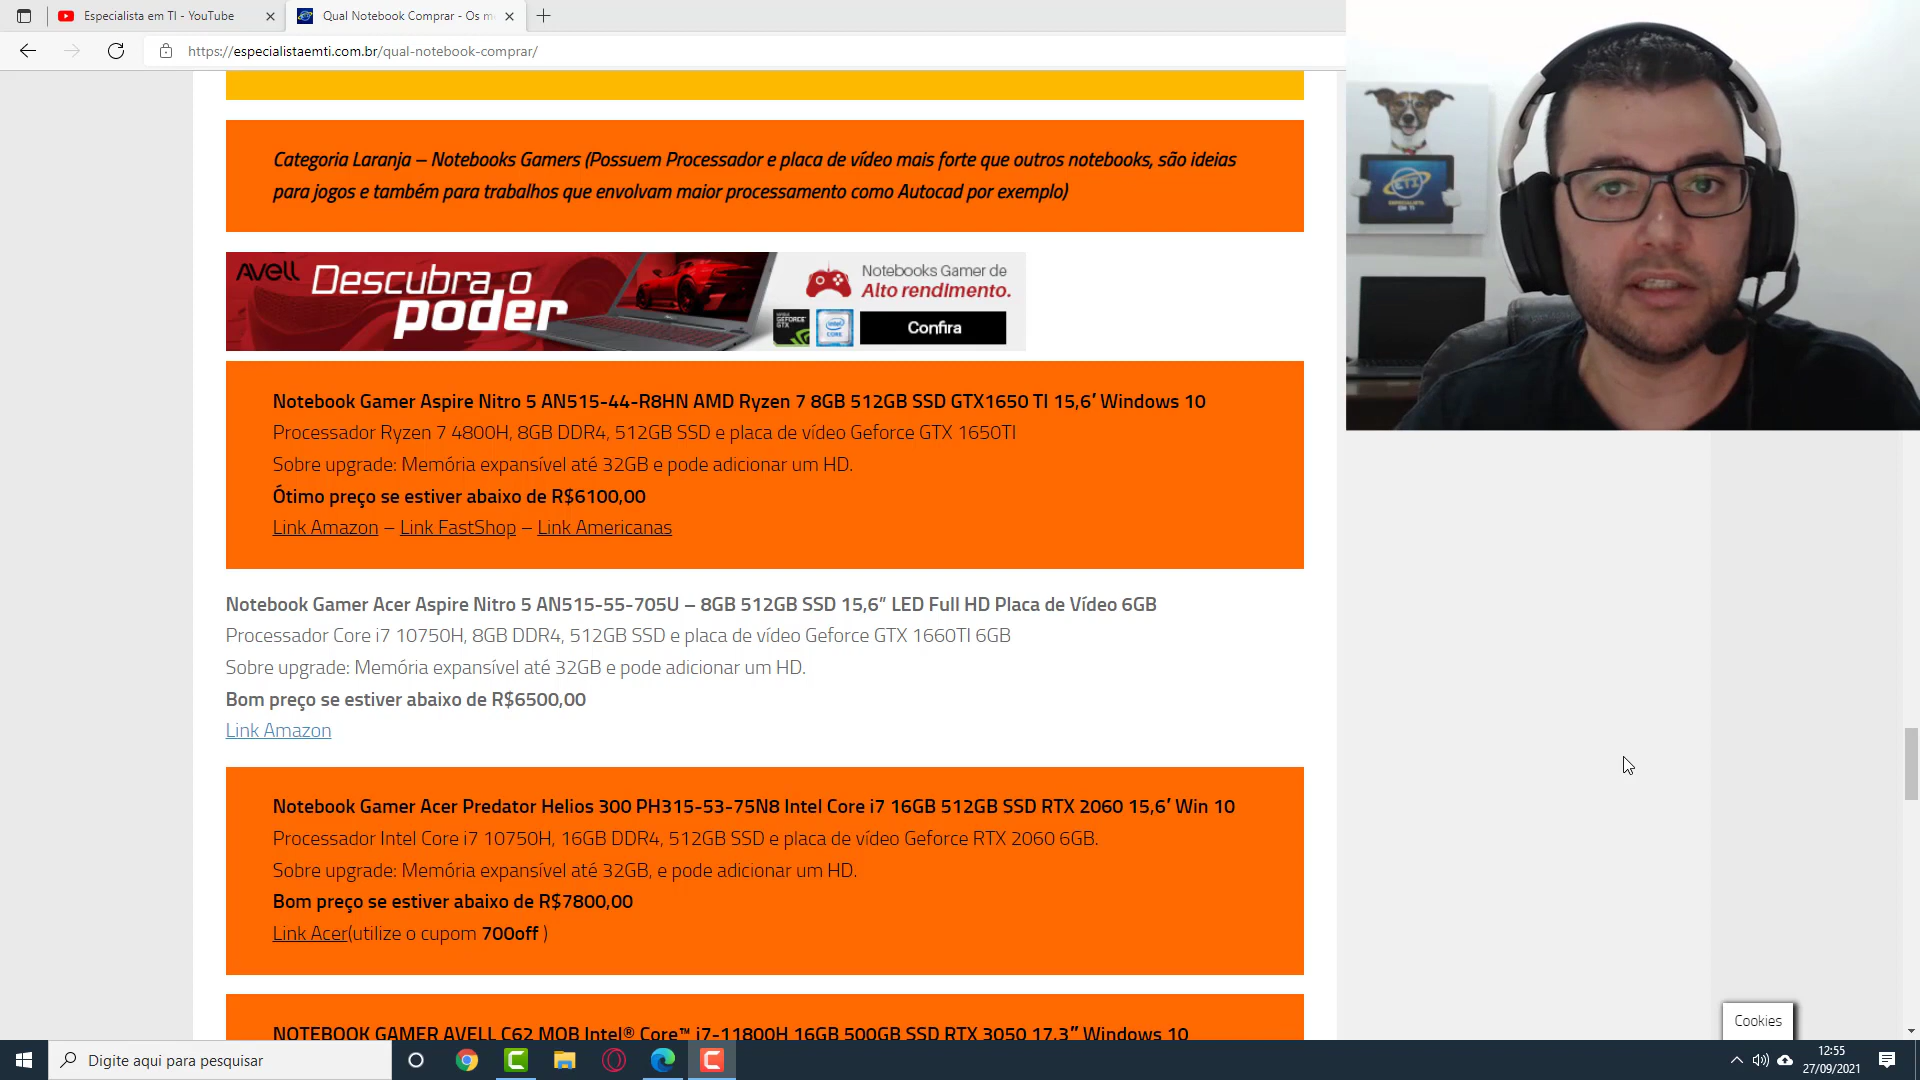 Especialista em TI - YouTube
Qual Notebook Comprar - Os m
https://especialistaemti.com.br/qual-notebook-comprar/
Categoria Laranja – Notebooks Gamers (Possuem Processador e placa de vídeo mais forte que outros notebooks, são ideias
para jogos e também para trabalhos que envolvam maior processamento como Autocad por exemplo)
AVELL
Descubra o
poder
Notebooks Gamer de
Alto rendimento.
GEFORCE
GTX
CORE
Confira
Notebook Gamer Aspire Nitro 5 AN515-44-R8HN AMD Ryzen 7 8GB 512GB SSD GTX1650 TI 15,6′ Windows 10
Processador Ryzen 7 4800H, 8GB DDR4, 512GB SSD e placa de vídeo Geforce GTX 1650TI
Sobre upgrade: Memória expansível até 32GB e pode adicionar um HD.
Ótimo preço se estiver abaixo de R$6100,00
Link Amazon – Link FastShop – Link Americanas
Notebook Gamer Acer Aspire Nitro 5 AN515-55-705U – 8GB 512GB SSD 15,6” LED Full HD Placa de Vídeo 6GB
Processador Core i7 10750H, 8GB DDR4, 512GB SSD e placa de vídeo Geforce GTX 1660TI 6GB
Sobre upgrade: Memória expansível até 32GB e pode adicionar um HD.
Bom preço se estiver abaixo de R$6500,00
Link Amazon
Notebook Gamer Acer Predator Helios 300 PH315-53-75N8 Intel Core i7 16GB 512GB SSD RTX 2060 15,6′ Win 10
Processador Intel Core i7 10750H, 16GB DDR4, 512GB SSD e placa de vídeo Geforce RTX 2060 6GB.
Sobre upgrade: Memória expansível até 32GB, e pode adicionar um HD.
Bom preço se estiver abaixo de R$7800,00
Link Acer(utilize o cupom 700off )
NOTEBOOK GAMER AVELL C62 MOB Intel® Core™ i7-11800H 16GB 500GB SSD RTX 3050 17.3″ Windows 10
ETI
ESPECIALISTA
EM TI
Cookies
Digite aqui para pesquisar
12:55
27/09/2021